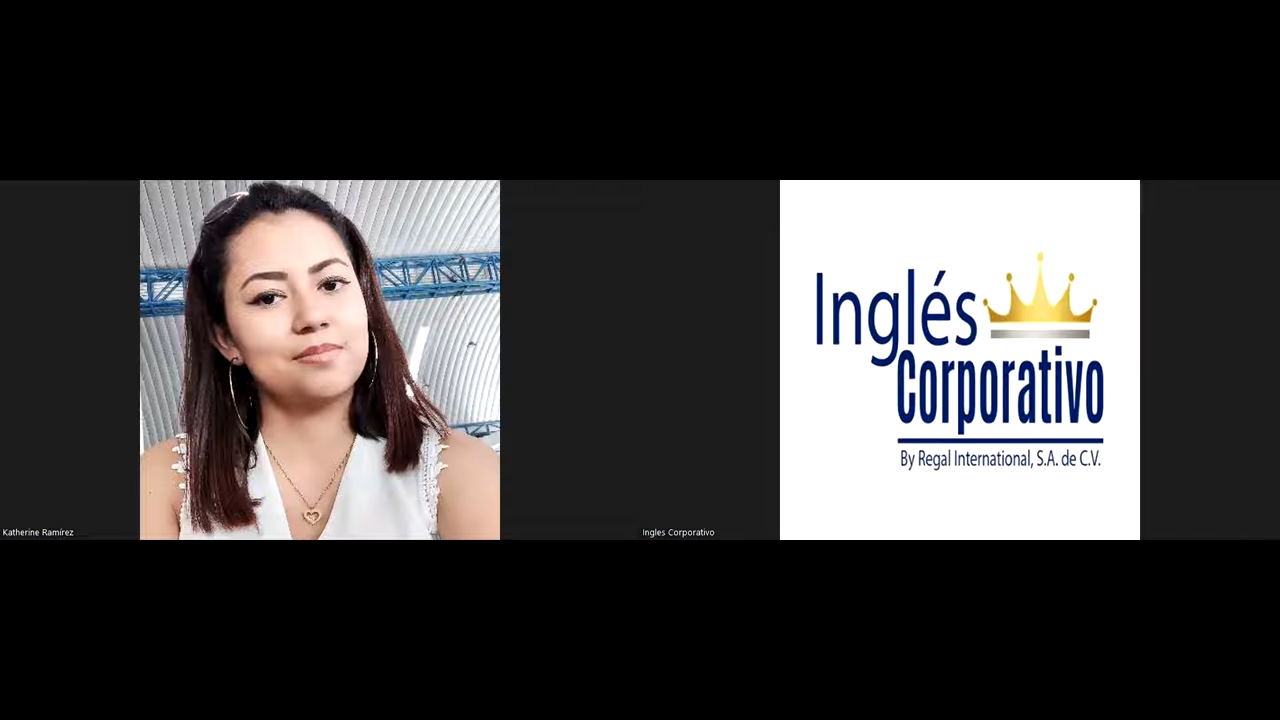 Inglés
Corporativo
By Regal International, S.A. de C.V.
Katherine Ramírez
Ingles Corporativo